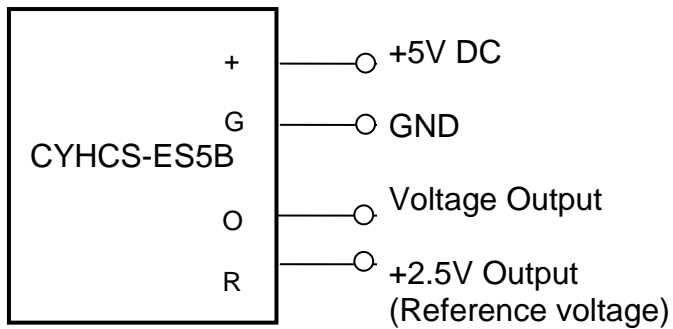 + +5V DC
G GND
CYHCS-ES5B
O Voltage Output
R +2.5V Output
(Reference voltage)